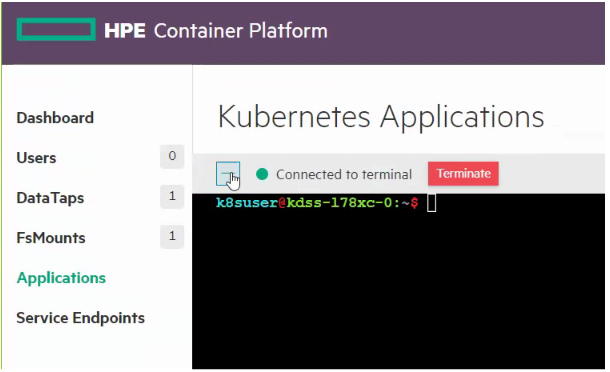 HPE Container Platform
Kubernetes Applications
Dashboard
Users 0
DataTaps 1
FsMounts 1
Applications
Service Endpoints
Connected to terminal Terminate
k8suser@kdss-l78xc-0:~$